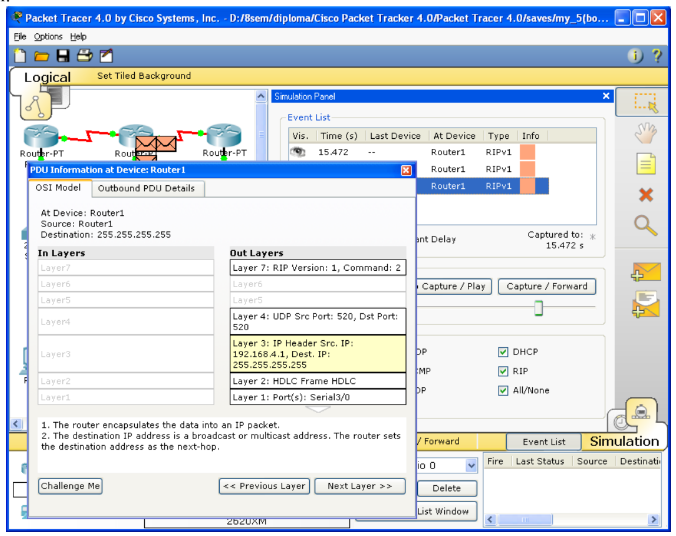 Packet Tracer 4.0 by Cisco Systems, Inc. - D:/8sem/diploma/Cisco Packet Tracker 4.0/Packet Tracer 4.0/saves/my_5(bo...
File Options Help
Logical Set Tiled Background
Simulation Panel
Event List
Vis. Time (s) Last Device At Device Type Info
15.472 -- Router1 RIPv1
Router1 RIPv1
Router1 RIPv1
Router-PT Router-PT
PDU Information at Device: Router1
OSI Model Outbound PDU Details
At Device: Router1
Source: Router1
Destination: 255.255.255.255
In Layers Out Layers
Layer7 Layer 7: RIP Version: 1, Command: 2
Layer6 Layer6
Layer5 Layer5
Layer4 Layer 4: UDP Src Port: 520, Dst Port:
520
Layer3 Layer 3: IP Header Src. IP:
192.168.4.1, Dest. IP:
255.255.255.255
Layer2 Layer 2: HDLC Frame HDLC
Layer1 Layer 1: Port(s): Serial3/0
1. The router encapsulates the data into an IP packet.
2. The destination IP address is a broadcast or multicast address. The router sets
the destination address as the next-hop.
Challenge Me << Previous Layer Next Layer >>
Delay Captured to: *
15.472 s
Capture / Play Capture / Forward
DHCP
RIP
All/None
/ Forward Event List Simulation
Fire Last Status Source Destinati
io 0
Delete
List Window
2620XM